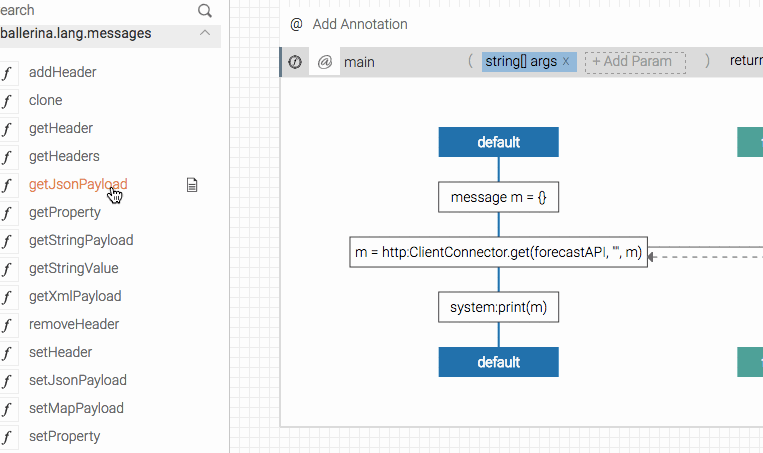 earch
ballerina.lang.messages
f addHeader
f clone
f getHeader
f getHeaders
f getJsonPayload
f getProperty
f getStringPayload
f getStringValue
f getXmlPayload
f removeHeader
f setHeader
f setJsonPayload
f setMapPayload
f setProperty
@ Add Annotation
@ main ( string[] args x + Add Param ) return
default
message m = {}
m = http:ClientConnector.get(forecastAPI, "", m)
system:print(m)
default